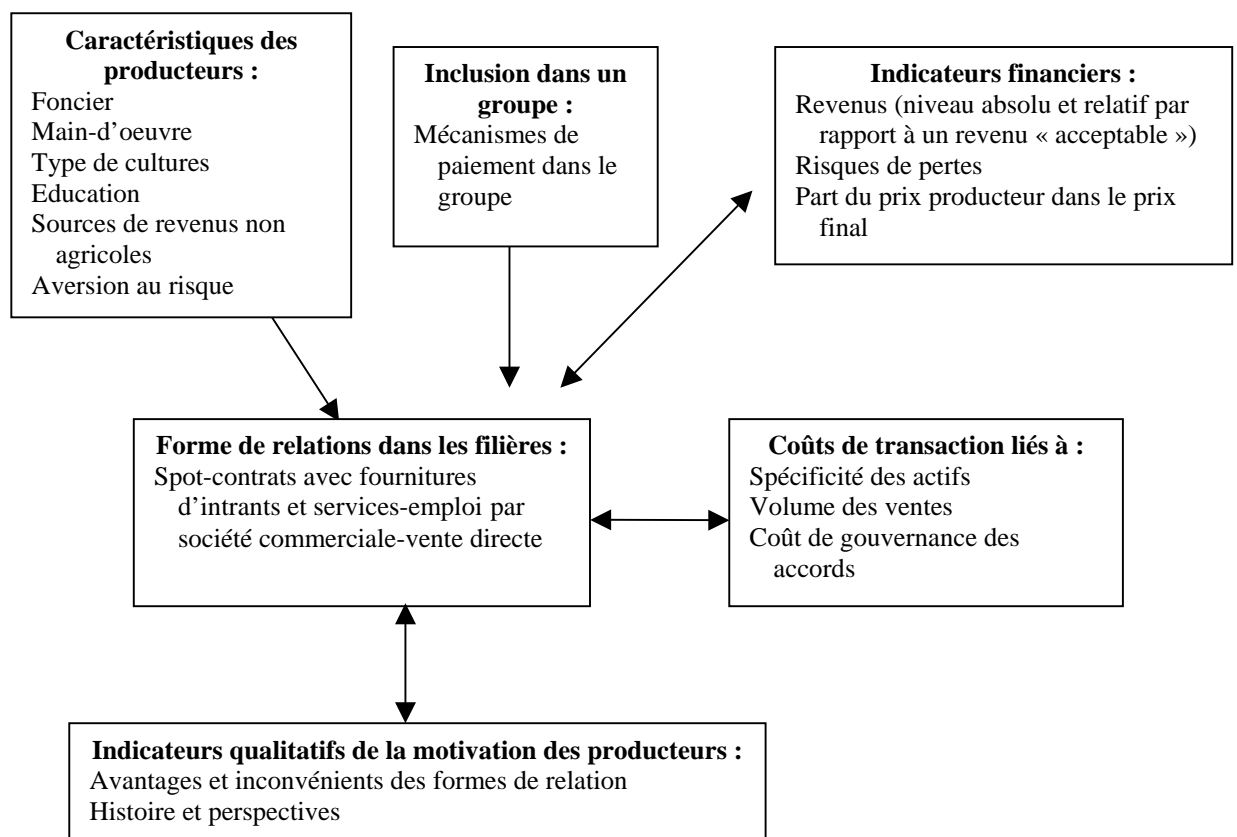 Caractéristiques des
producteurs :
Foncier
Main-d'oeuvre
Type de cultures
Education
Sources de revenus non
agricoles
Aversion au risque
Inclusion dans un
groupe :
Mécanismes de
paiement dans le
groupe
Indicateurs financiers :
Revenus (niveau absolu et relatif par
rapport à un revenu « acceptable »)
Risques de pertes
Part du prix producteur dans le prix
final
Forme de relations dans les filières :
Spot-contrats avec fournitures
d'intrants et services-emploi par
société commerciale-vente directe
Coûts de transaction liés à :
Spécificité des actifs
Volume des ventes
Coût de gouvernance des
accords
Indicateurs qualitatifs de la motivation des producteurs :
Avantages et inconvénients des formes de relation
Histoire et perspectives